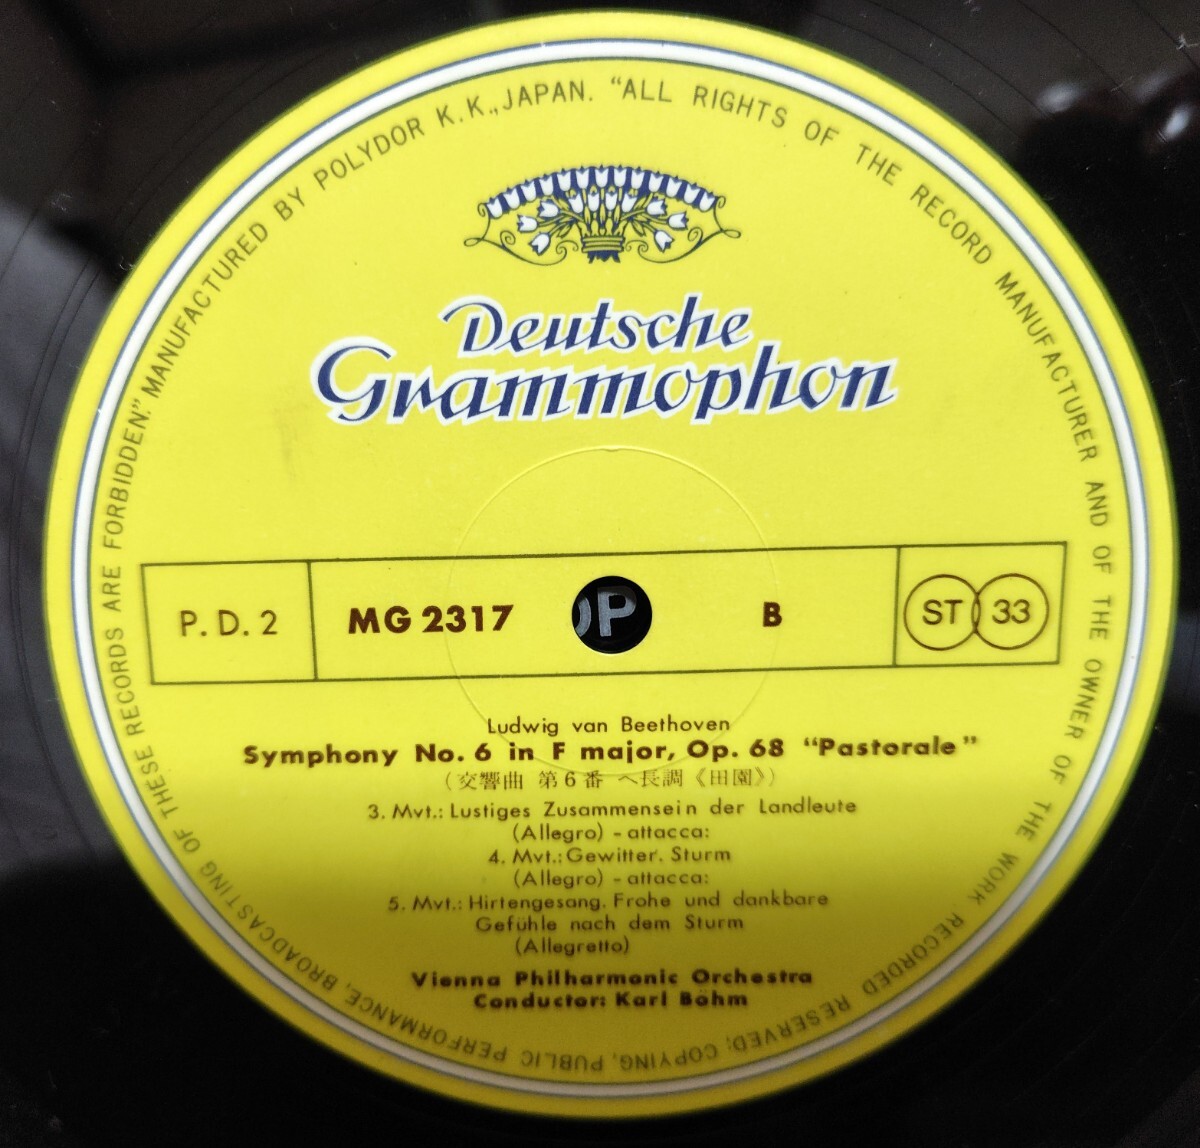 MANUFACTURED BY POLYDOR K.K., JAPAN. "ALL RIGHTS OF THE RECORD MANUFACTURER AND OF THE OWNER OF THE WORK RECORDED RESERVED; COPYING, PUBLIC PERFORMANCE, BROADCASTING OF THESE RECORDS ARE FORBIDDEN."
Deutsche
Grammophon
P. D. 2 MG 2317 OP B ST 33
Ludwig van Beethoven
Symphony No. 6 in F major, Op. 68 "Pastorale"
(交響曲 第6番 ヘ長調《田園》)
3. Mvt.: Lustiges Zusammensein der Landleute
(Allegro) - attacca:
4. Mvt.: Gewitter. Sturm
(Allegro) - attacca:
5. Mvt.: Hirtengesang. Frohe und dankbare
Gefühle nach dem Sturm
(Allegretto)
Vienna Philharmonic Orchestra
Conductor: Karl Böhm